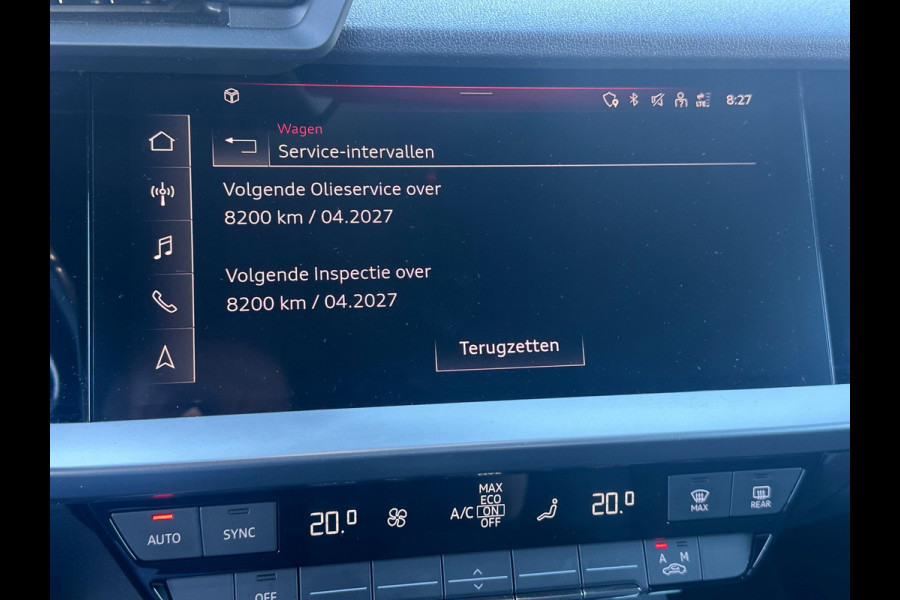 8:27
Wagen
Service-intervallen
Volgende Olieservice over
8200 km / 04.2027
Volgende Inspectie over
8200 km / 04.2027
Terugzetten
AUTO
SYNC
20.0
A/C
MAX
ECO
ON
OFF
20.0
MAX
REAR
OFF
A M